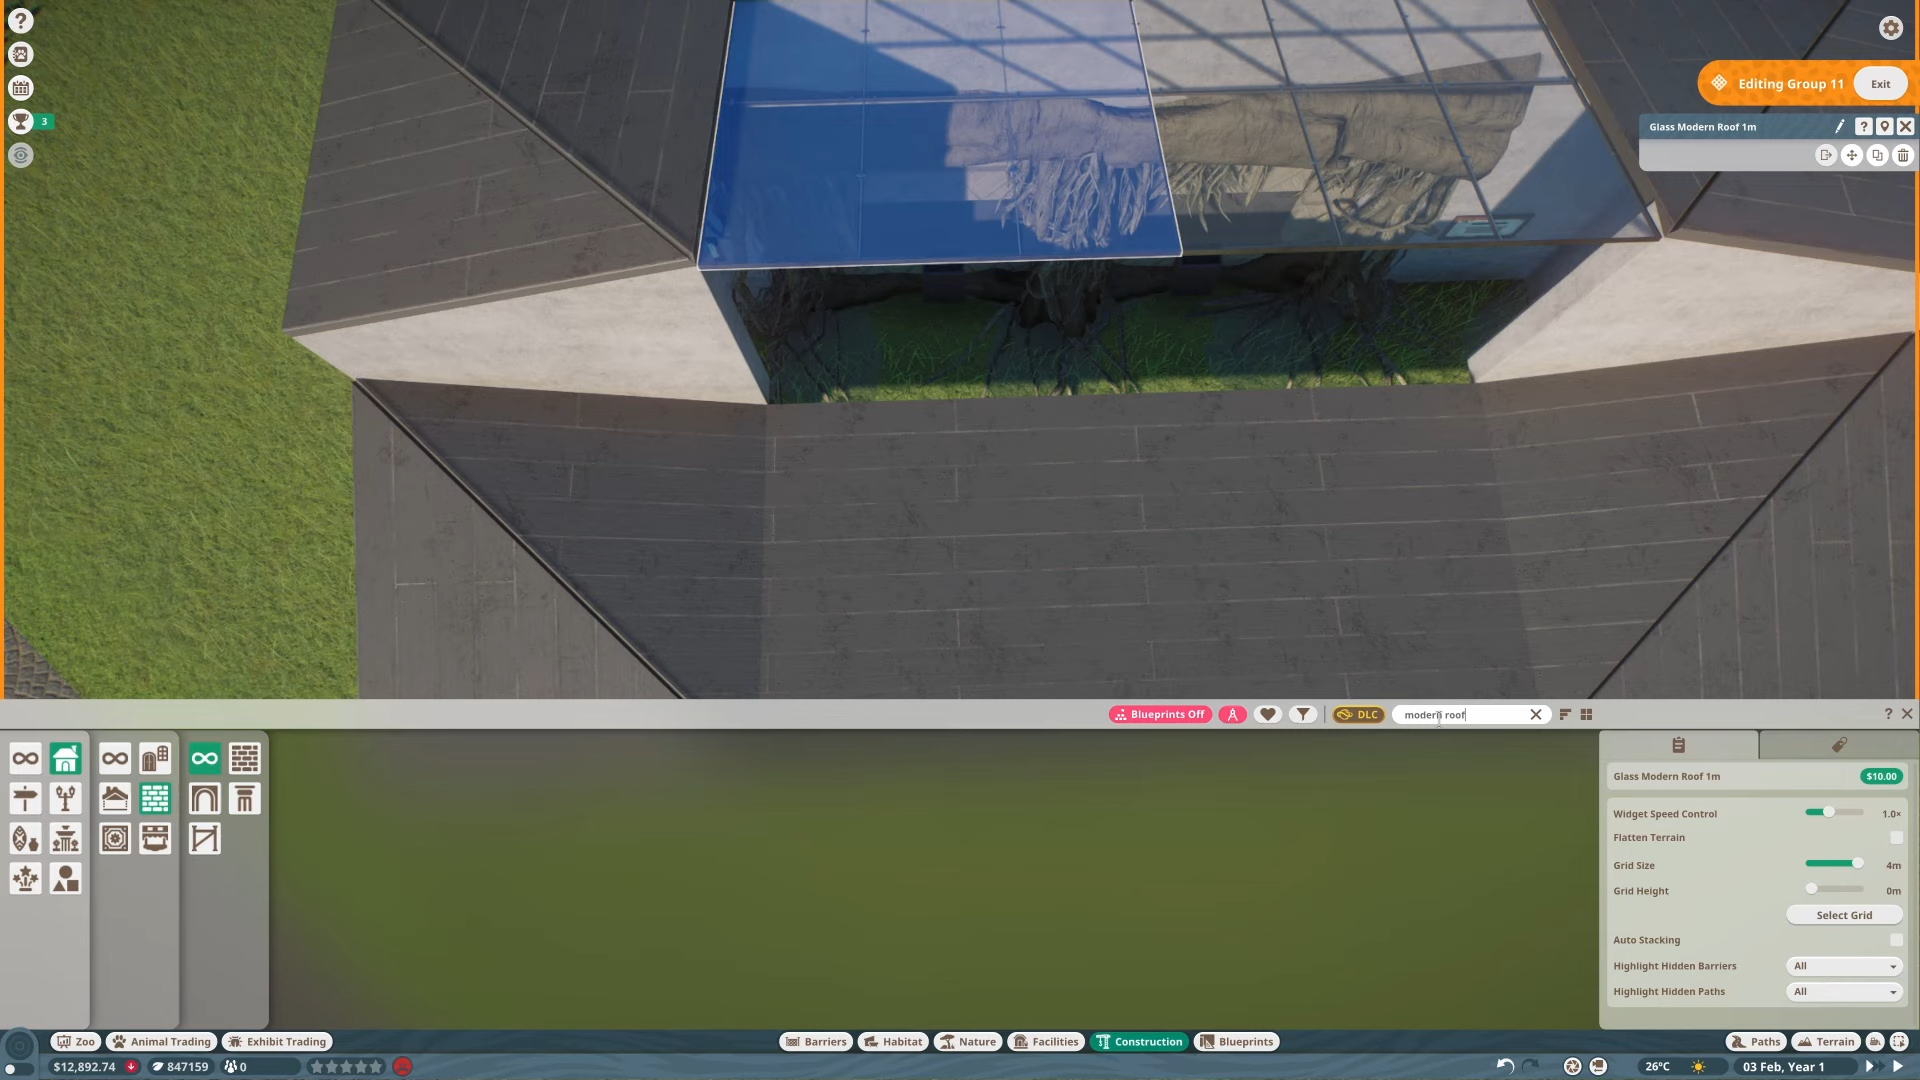 ?
3
Editing Group 11
Exit
Glass Modern Roof 1m
?
Blueprints Off
DLC
modern roof
?
Glass Modern Roof 1m
$10.00
Widget Speed Control
1.0×
Flatten Terrain
Grid Size
4m
Grid Height
0m
Select Grid
Auto Stacking
Highlight Hidden Barriers
All
Highlight Hidden Paths
All
Zoo
Animal Trading
Exhibit Trading
Barriers
Habitat
Nature
Facilities
Construction
Blueprints
Paths
Terrain
$12,892.74
847159
0
26°C
03 Feb, Year 1